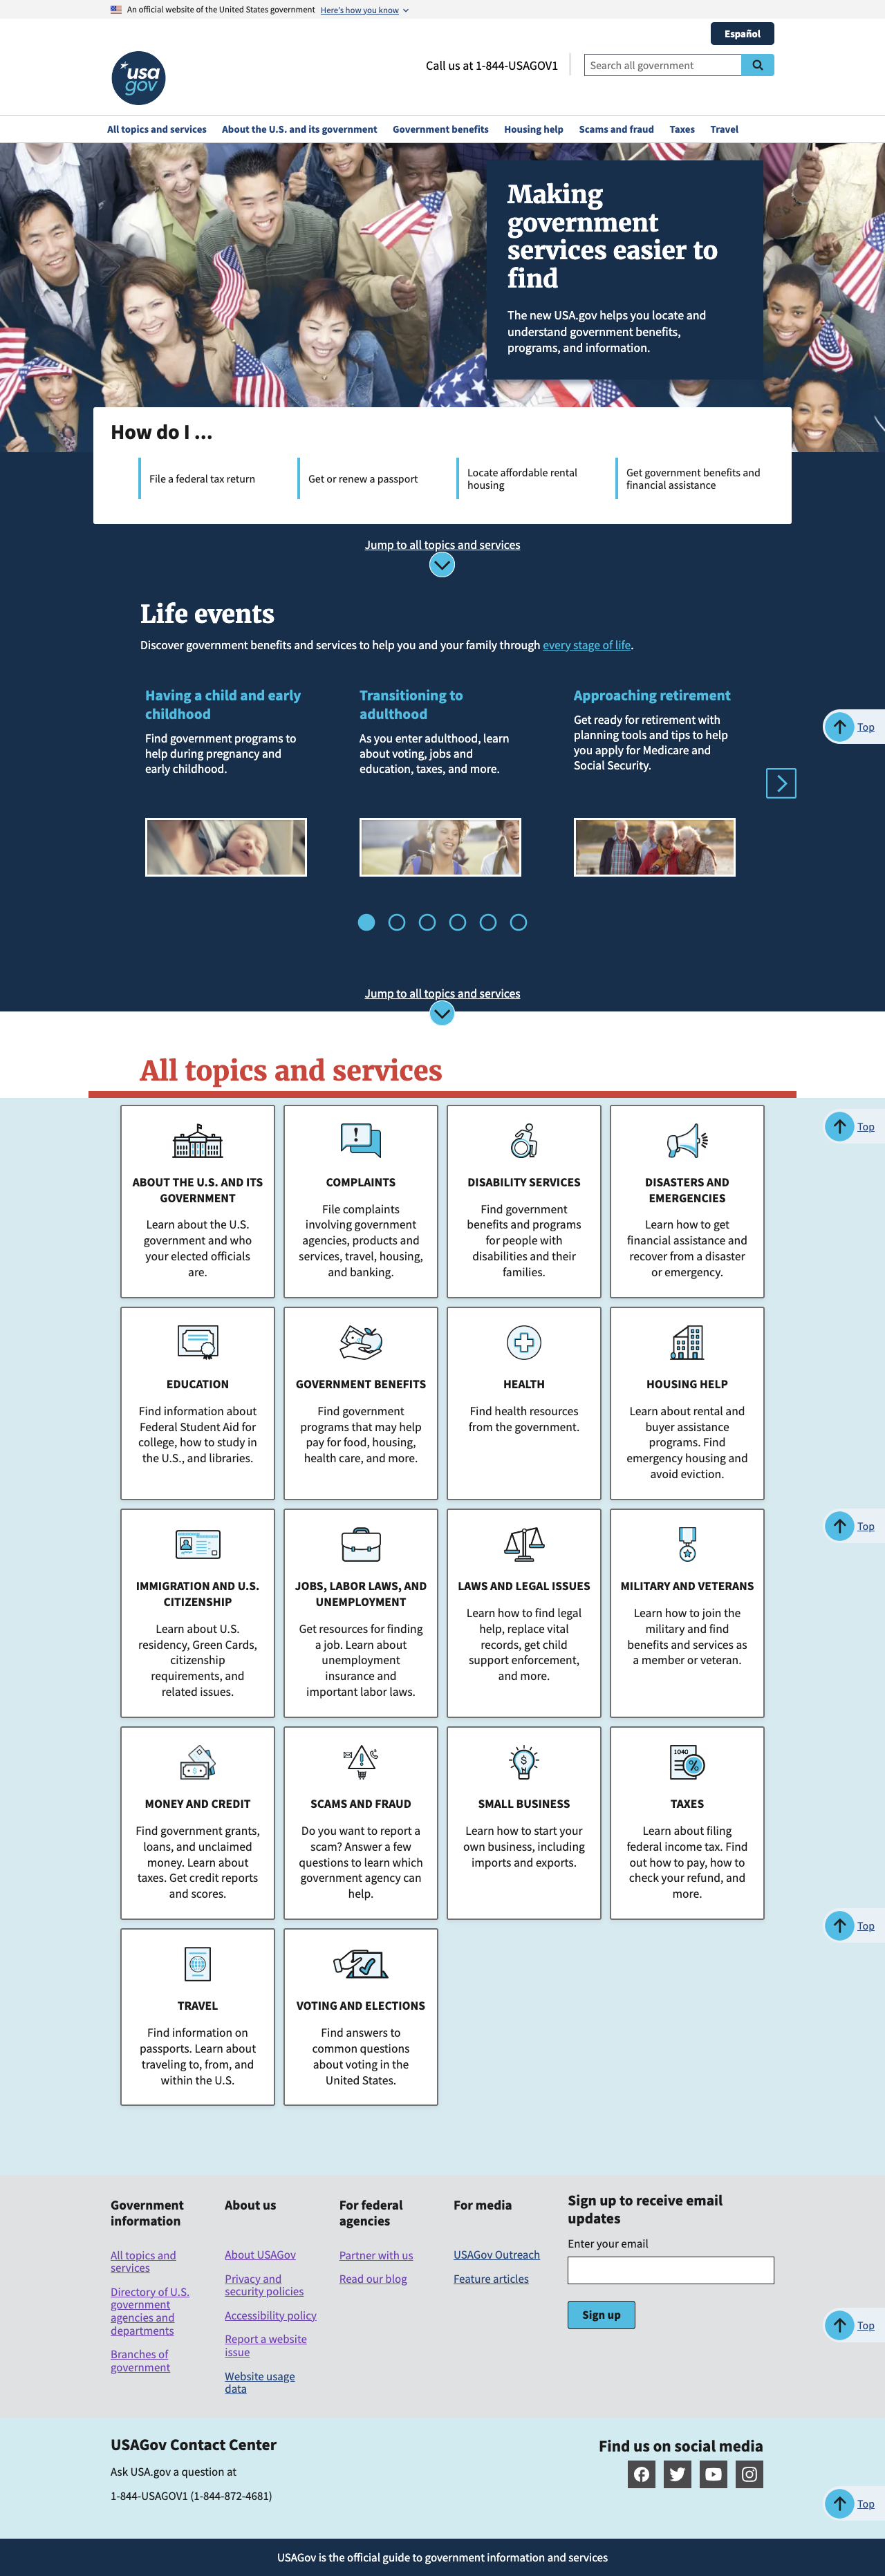 An official website of the United States government Here's how you know
Español
usa
gov
Call us at 1-844-USAGOV1
Search all government
All topics and services About the U.S. and its government Government benefits Housing help Scams and fraud Taxes Travel
Making
government
services easier to
find
The new USA.gov helps you locate and
understand government benefits,
programs, and information.
How do I ...
File a federal tax return
Get or renew a passport
Locate affordable rental
housing
Get government benefits and
financial assistance
Jump to all topics and services
Life events
Discover government benefits and services to help you and your family through every stage of life.
Having a child and early
childhood
Find government programs to
help during pregnancy and
early childhood.
Transitioning to
adulthood
As you enter adulthood, learn
about voting, jobs and
education, taxes, and more.
Approaching retirement
Get ready for retirement with
planning tools and tips to help
you apply for Medicare and
Social Security.
Top
Jump to all topics and services
All topics and services
Top
ABOUT THE U.S. AND ITS
GOVERNMENT
Learn about the U.S.
government and who
your elected officials
are.
COMPLAINTS
File complaints
involving government
agencies, products and
services, travel, housing,
and banking.
DISABILITY SERVICES
Find government
benefits and programs
for people with
disabilities and their
families.
DISASTERS AND
EMERGENCIES
Learn how to get
financial assistance and
recover from a disaster
or emergency.
EDUCATION
Find information about
Federal Student Aid for
college, how to study in
the U.S., and libraries.
GOVERNMENT BENEFITS
Find government
programs that may help
pay for food, housing,
health care, and more.
HEALTH
Find health resources
from the government.
HOUSING HELP
Learn about rental and
buyer assistance
programs. Find
emergency housing and
avoid eviction.
Top
IMMIGRATION AND U.S.
CITIZENSHIP
Learn about U.S.
residency, Green Cards,
citizenship
requirements, and
related issues.
JOBS, LABOR LAWS, AND
UNEMPLOYMENT
Get resources for finding
a job. Learn about
unemployment
insurance and
important labor laws.
LAWS AND LEGAL ISSUES
Learn how to find legal
help, replace vital
records, get child
support enforcement,
and more.
MILITARY AND VETERANS
Learn how to join the
military and find
benefits and services as
a member or veteran.
MONEY AND CREDIT
Find government grants,
loans, and unclaimed
money. Learn about
taxes. Get credit reports
and scores.
SCAMS AND FRAUD
Do you want to report a
scam? Answer a few
questions to learn which
government agency can
help.
SMALL BUSINESS
Learn how to start your
own business, including
imports and exports.
1040
TAXES
Learn about filing
federal income tax. Find
out how to pay, how to
check your refund, and
more.
Top
TRAVEL
Find information on
passports. Learn about
traveling to, from, and
within the U.S.
VOTING AND ELECTIONS
Find answers to
common questions
about voting in the
United States.
Government
information
All topics and
services
Directory of U.S.
government
agencies and
departments
Branches of
government
About us
About USAGov
Privacy and
security policies
Accessibility policy
Report a website
issue
Website usage
data
For federal
agencies
Partner with us
Read our blog
For media
USAGov Outreach
Feature articles
Sign up to receive email
updates
Enter your email
Sign up
Top
USAGov Contact Center
Ask USA.gov a question at
1-844-USAGOV1 (1-844-872-4681)
Find us on social media
Top
USAGov is the official guide to government information and services